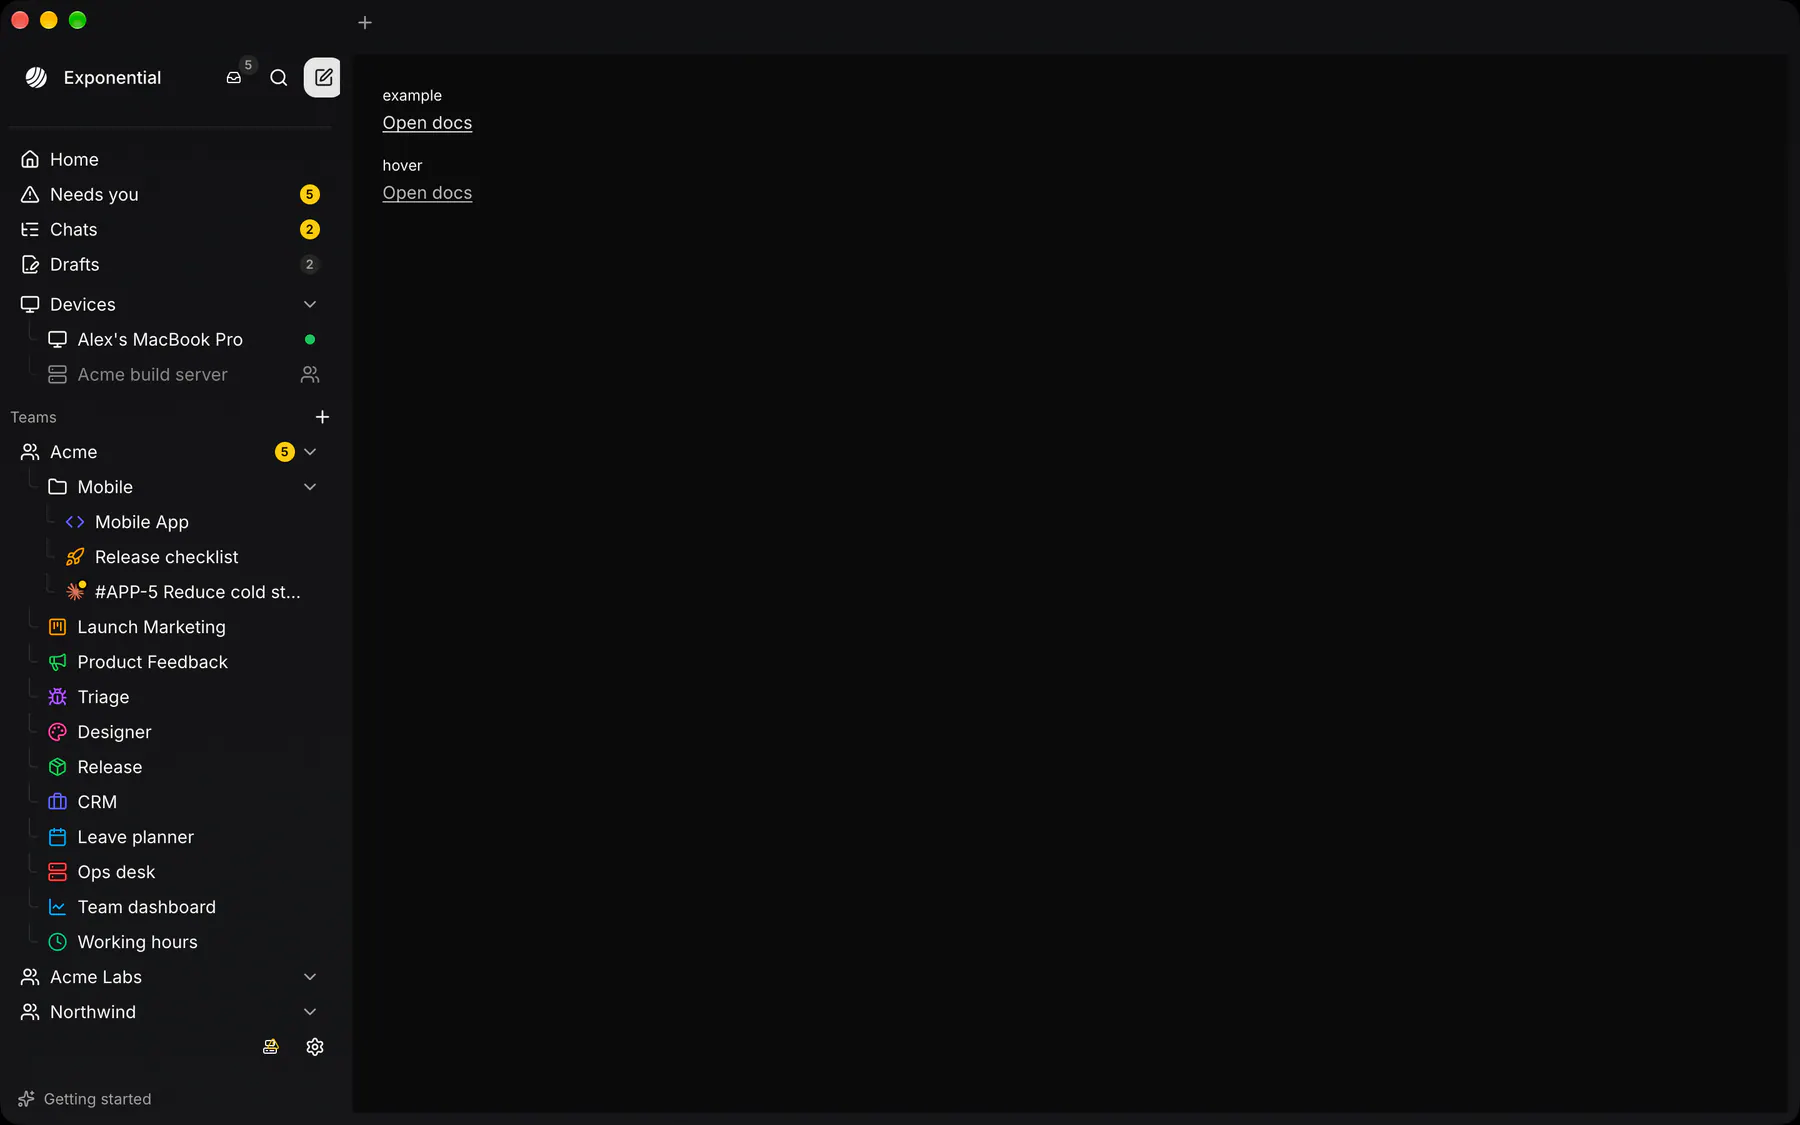 Exponential
5
example
Open docs
hover
Open docs
Home
Needs you
5
Chats
2
Drafts
2
Devices
Alex's MacBook Pro
Acme build server
Teams
Acme
5
Mobile
Mobile App
Release checklist
#APP-5 Reduce cold st...
Launch Marketing
Product Feedback
Triage
Designer
Release
CRM
Leave planner
Ops desk
Team dashboard
Working hours
Acme Labs
Northwind
Getting started